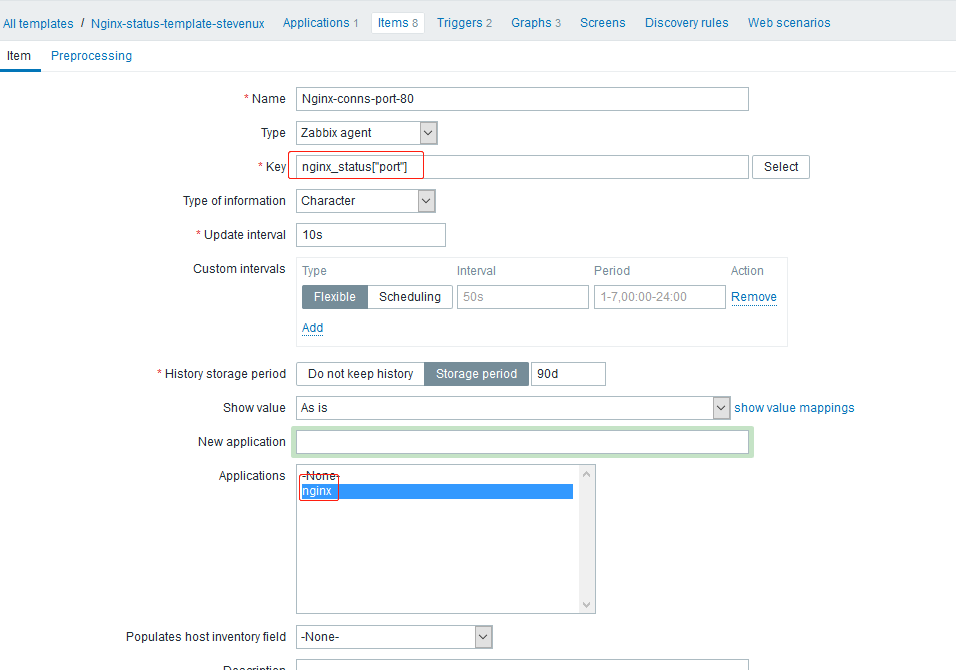 All templates / Nginx-status-template-stevenux Applications 1 Items 8 Triggers 2 Graphs 3 Screens Discovery rules Web scenarios
Item Preprocessing
* Name Nginx-conns-port-80
Type Zabbix agent
* Key nginx_status["port"] Select
Type of information Character
* Update interval 10s
Custom intervals Type Interval Period Action
Flexible Scheduling 50s 1-7,00:00-24:00 Remove
Add
* History storage period Do not keep history Storage period 90d
Show value As is show value mappings
New application
Applications -None-
nginx
Populates host inventory field -None-
Description